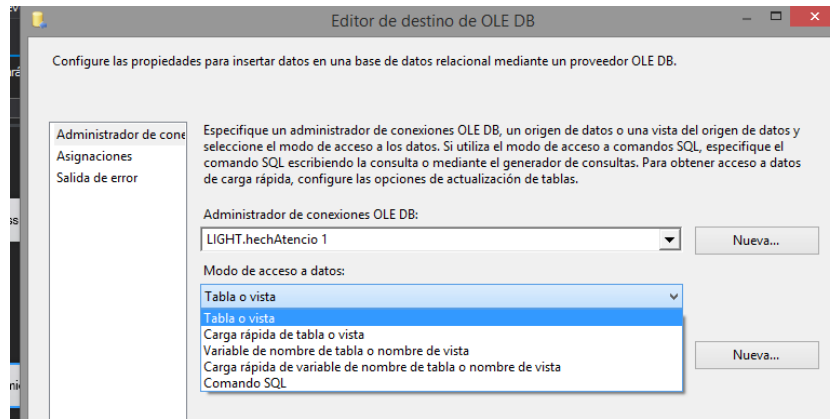 Editor de destino de OLE DB
Configure las propiedades para insertar datos en una base de datos relacional mediante un proveedor OLE DB.
Administrador de cone
Asignaciones
Salida de error
Especifique un administrador de conexiones OLE DB, un origen de datos o una vista del origen de datos y
seleccione el modo de acceso a los datos. Si utiliza el modo de acceso a comandos SQL, especifique el
comando SQL escribiendo la consulta o mediante el generador de consultas. Para obtener acceso a datos
de carga rápida, configure las opciones de actualización de tablas.
Administrador de conexiones OLE DB:
LIGHT.hechAtencio 1
Nueva...
Modo de acceso a datos:
Tabla o vista
Tabla o vista
Carga rápida de tabla o vista
Variable de nombre de tabla o nombre de vista
Carga rápida de variable de nombre de tabla o nombre de vista
Comando SQL
Nueva...